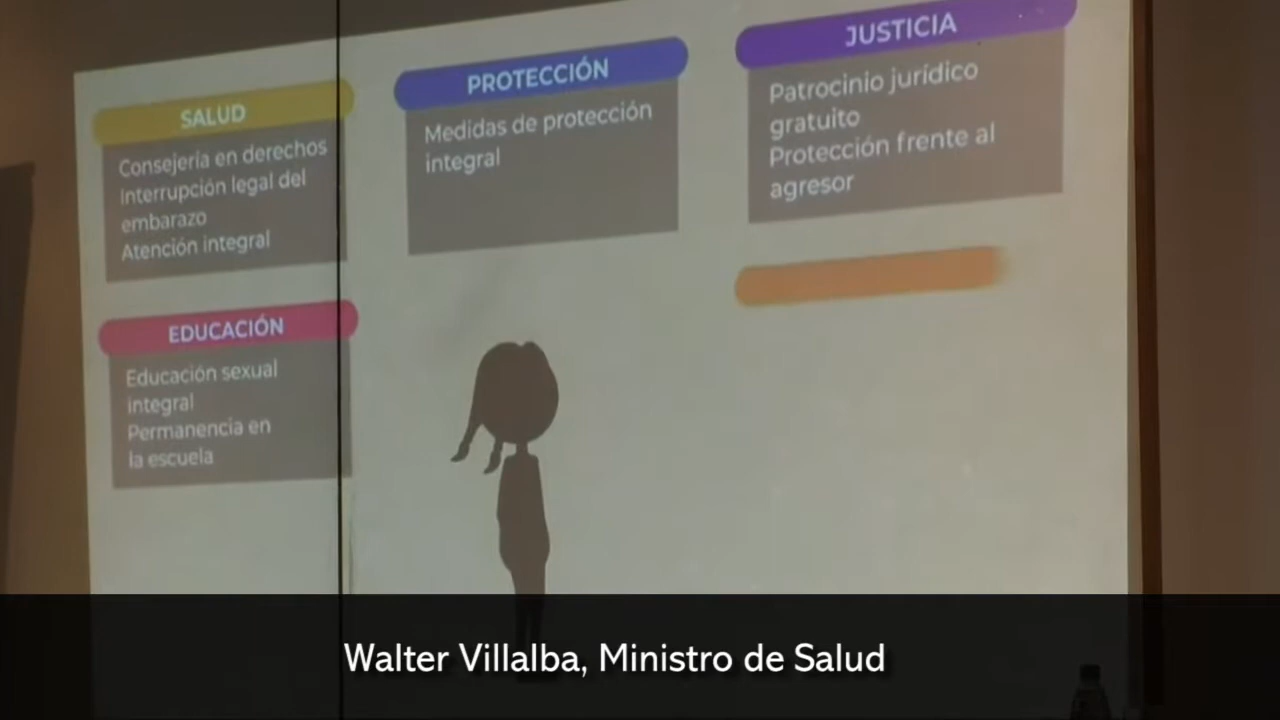 SALUD
Consejería en derechos
Interrupción legal del
embarazo
Atención integral
PROTECCIÓN
Medidas de protección
integral
JUSTICIA
Patrocinio jurídico
gratuito
Protección frente al
agresor
EDUCACIÓN
Educación sexual
integral
Permanencia en
la escuela
Walter Villalba, Ministro de Salud